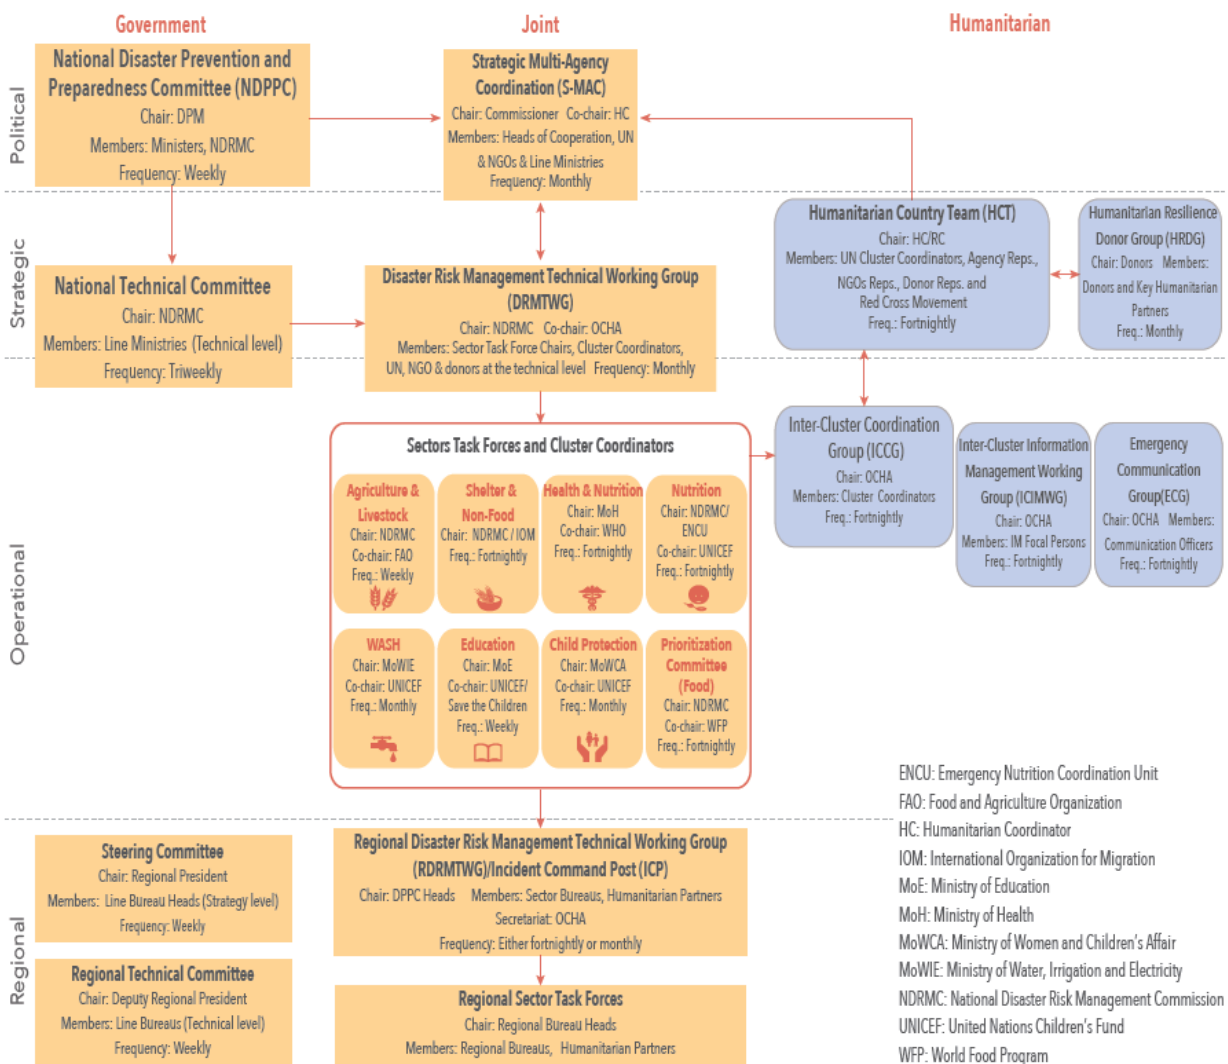 Government
Joint
Humanitarian
Political
National Disaster Prevention and
Preparedness Committee (NDPPC)
Chair: DPM
Members: Ministers, NDRMC
Frequency: Weekly
Strategic Multi-Agency
Coordination (S-MAC)
Chair: Commissioner Co-chair: HC
Members: Heads of Cooperation, UN
& NGOs & Line Ministries
Frequency: Monthly
Strategic
National Technical Committee
Chair: NDRMC
Members: Line Ministries (Technical level)
Frequency: Triweekly
Disaster Risk Management Technical Working Group
(DRMTWG)
Chair: NDRMC Co-chair: OCHA
Members: Sector Task Force Chairs, Cluster Coordinators,
UN, NGO & donors at the technical level Frequency: Monthly
Humanitarian Country Team (HCT)
Chair: HC/RC
Members: UN Cluster Coordinators, Agency Reps.,
NGOs Reps., Donor Reps. and
Red Cross Movement
Freq.: Fortnightly
Humanitarian Resilience
Donor Group (HRDG)
Chair: Donors Members:
Donors and Key Humanitarian
Partners
Freq.: Monthly
Operational
Sectors Task Forces and Cluster Coordinators
Agriculture &
Livestock
Chair: NDRMC
Co-chair: FAO
Freq.: Weekly
Shelter &
Non-Food
Chair: NDRMC / IOM
Freq.: Fortnightly
Health & Nutrition
Chair: MoH
Co-chair: WHO
Freq.: Fortnightly
Nutrition
Chair: NDRMC/
ENCU
Co-chair: UNICEF
Freq.: Fortnightly
WASH
Chair: MoWIE
Co-chair: UNICEF
Freq.: Monthly
Education
Chair: MoE
Co-chair: UNICEF/
Save the Children
Freq.: Weekly
Child Protection
Chair: MoWCA
Co-chair: UNICEF
Freq.: Monthly
Prioritization
Committee
(Food)
Chair: NDRMC
Co-chair: WFP
Freq.: Fortnightly
Inter-Cluster Coordination
Group (ICCG)
Chair: OCHA
Members: Cluster Coordinators
Freq.: Fortnightly
Inter-Cluster Information
Management Working
Group (ICIMWG)
Chair: OCHA
Members: IM Focal Persons
Freq.: Fortnightly
Emergency
Communication
Group(ECG)
Chair: OCHA Members:
Communication Officers
Freq.: Fortnightly
Regional
Steering Committee
Chair: Regional President
Members: Line Bureau Heads (Strategy level)
Frequency: Weekly
Regional Technical Committee
Chair: Deputy Regional President
Members: Line Bureaus (Technical level)
Frequency: Weekly
Regional Disaster Risk Management Technical Working Group
(RDRMTWG)/Incident Command Post (ICP)
Chair: DPPC Heads Members: Sector Bureaus, Humanitarian Partners
Secretariat: OCHA
Frequency: Either fortnightly or monthly
Regional Sector Task Forces
Chair: Regional Bureau Heads
Members: Regional Bureaus, Humanitarian Partners
ENCU: Emergency Nutrition Coordination Unit
FAO: Food and Agriculture Organization
HC: Humanitarian Coordinator
IOM: International Organization for Migration
MoE: Ministry of Education
MoH: Ministry of Health
MoWCA: Ministry of Women and Children's Affair
MoWIE: Ministry of Water, Irrigation and Electricity
NDRMC: National Disaster Risk Management Commission
UNICEF: United Nations Children's Fund
WFP: World Food Program